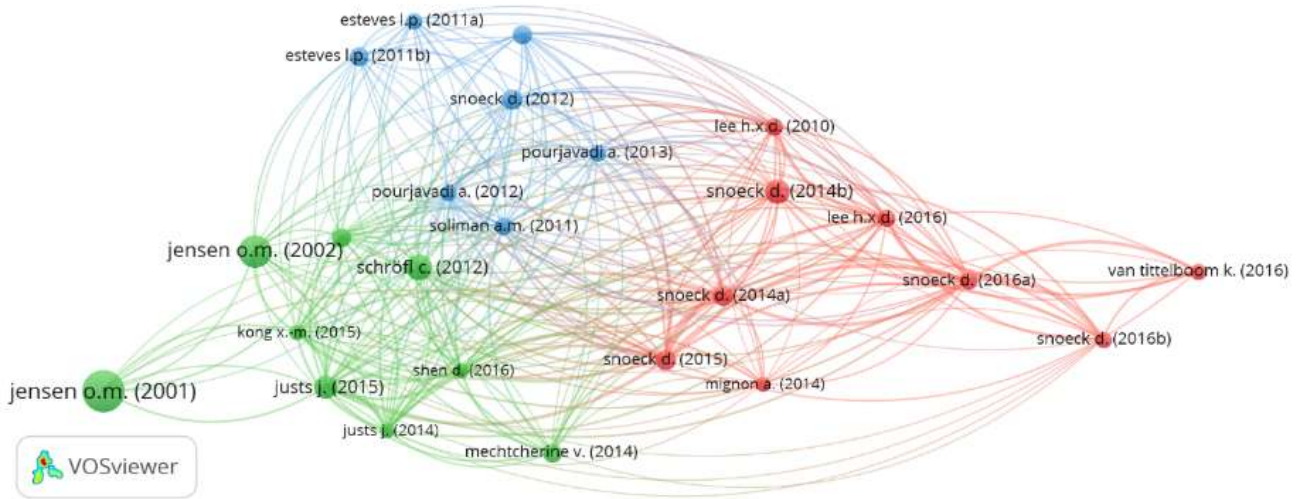 esteves l.p. (2011a)
esteves l.p. (2011b)
snoeck d. (2012)
lee h.x.d. (2010)
pourjavadi a. (2013)
pourjavadi a. (2012)
snoeck d. (2014b)
lee h.x.d. (2016)
soliman a.m. (2011)
jensen o.m. (2002)
schröfl c. (2012)
van tittelboom k. (2016)
snoeck d. (2016a)
snoeck d. (2014a)
kong x.-m. (2015)
snoeck d. (2016b)
snoeck d. (2015)
shen d. (2016)
mignon a. (2014)
jensen o.m. (2001)
justs j. (2015)
justs j. (2014)
mechtcherine v. (2014)
VOSviewer